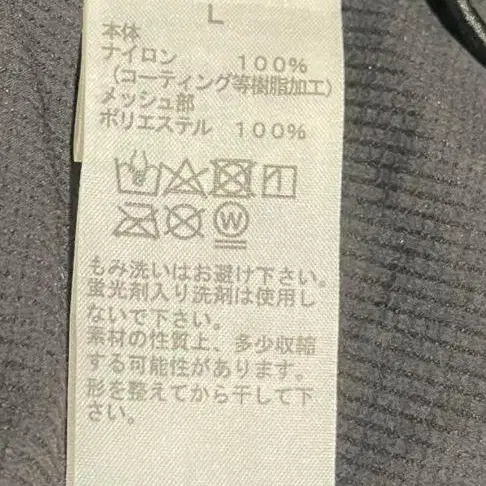 L
本体
ナイロン 100%
(コーティング等樹脂加工)
メッシュ部
ポリエステル 100%
W
もみ洗いはお避け下さい。
蛍光剤入り洗剤は使用し
ないで下さい。
素材の性質上、多少収縮
する可能性があります。
形を整えてから干して下
さい。